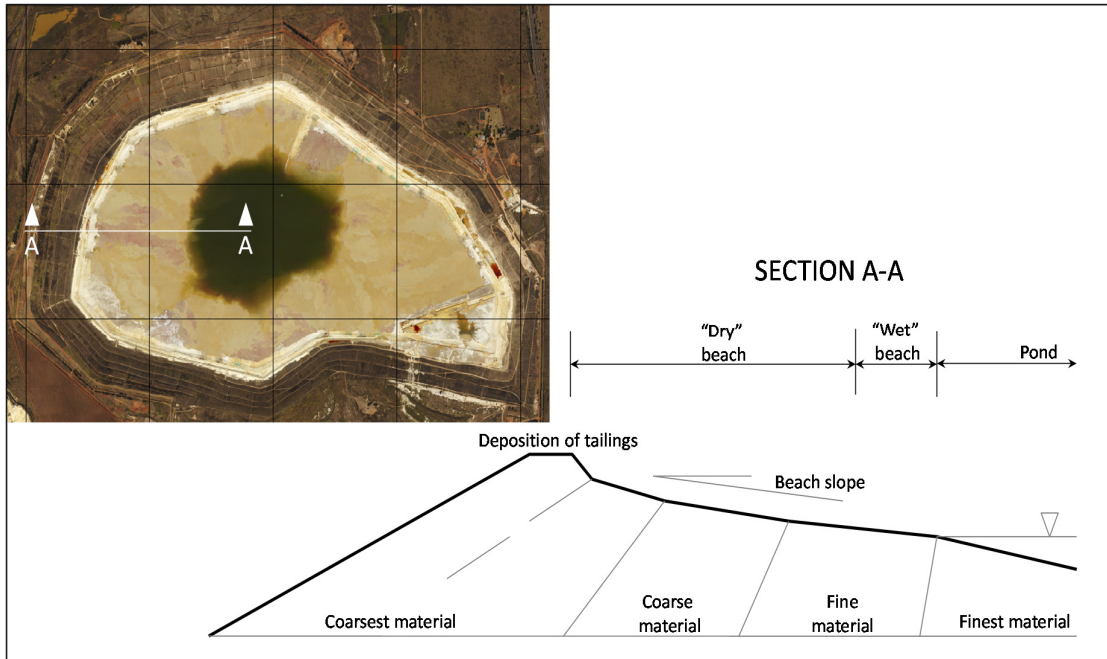 A
A
SECTION A-A
"Dry"
beach
"Wet"
beach
Pond
Deposition of tailings
Beach slope
Coarsest material
Coarse
material
Fine
material
Finest material